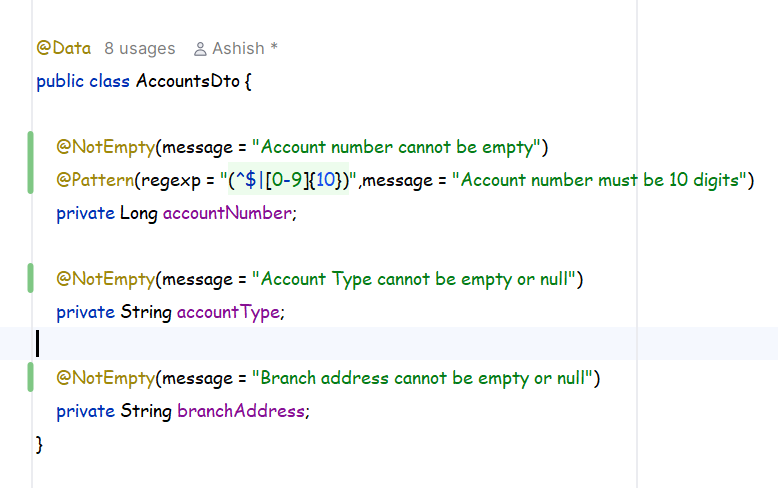 @Data 8 usages Ashish *
public class AccountsDto {
@NotEmpty(message = "Account number cannot be empty")
@Pattern(regexp = "(^$|[0-9]{10})",message = "Account number must be 10 digits")
private Long accountNumber;
@NotEmpty(message = "Account Type cannot be empty or null")
private String accountType;
@NotEmpty(message = "Branch address cannot be empty or null")
private String branchAddress;
}